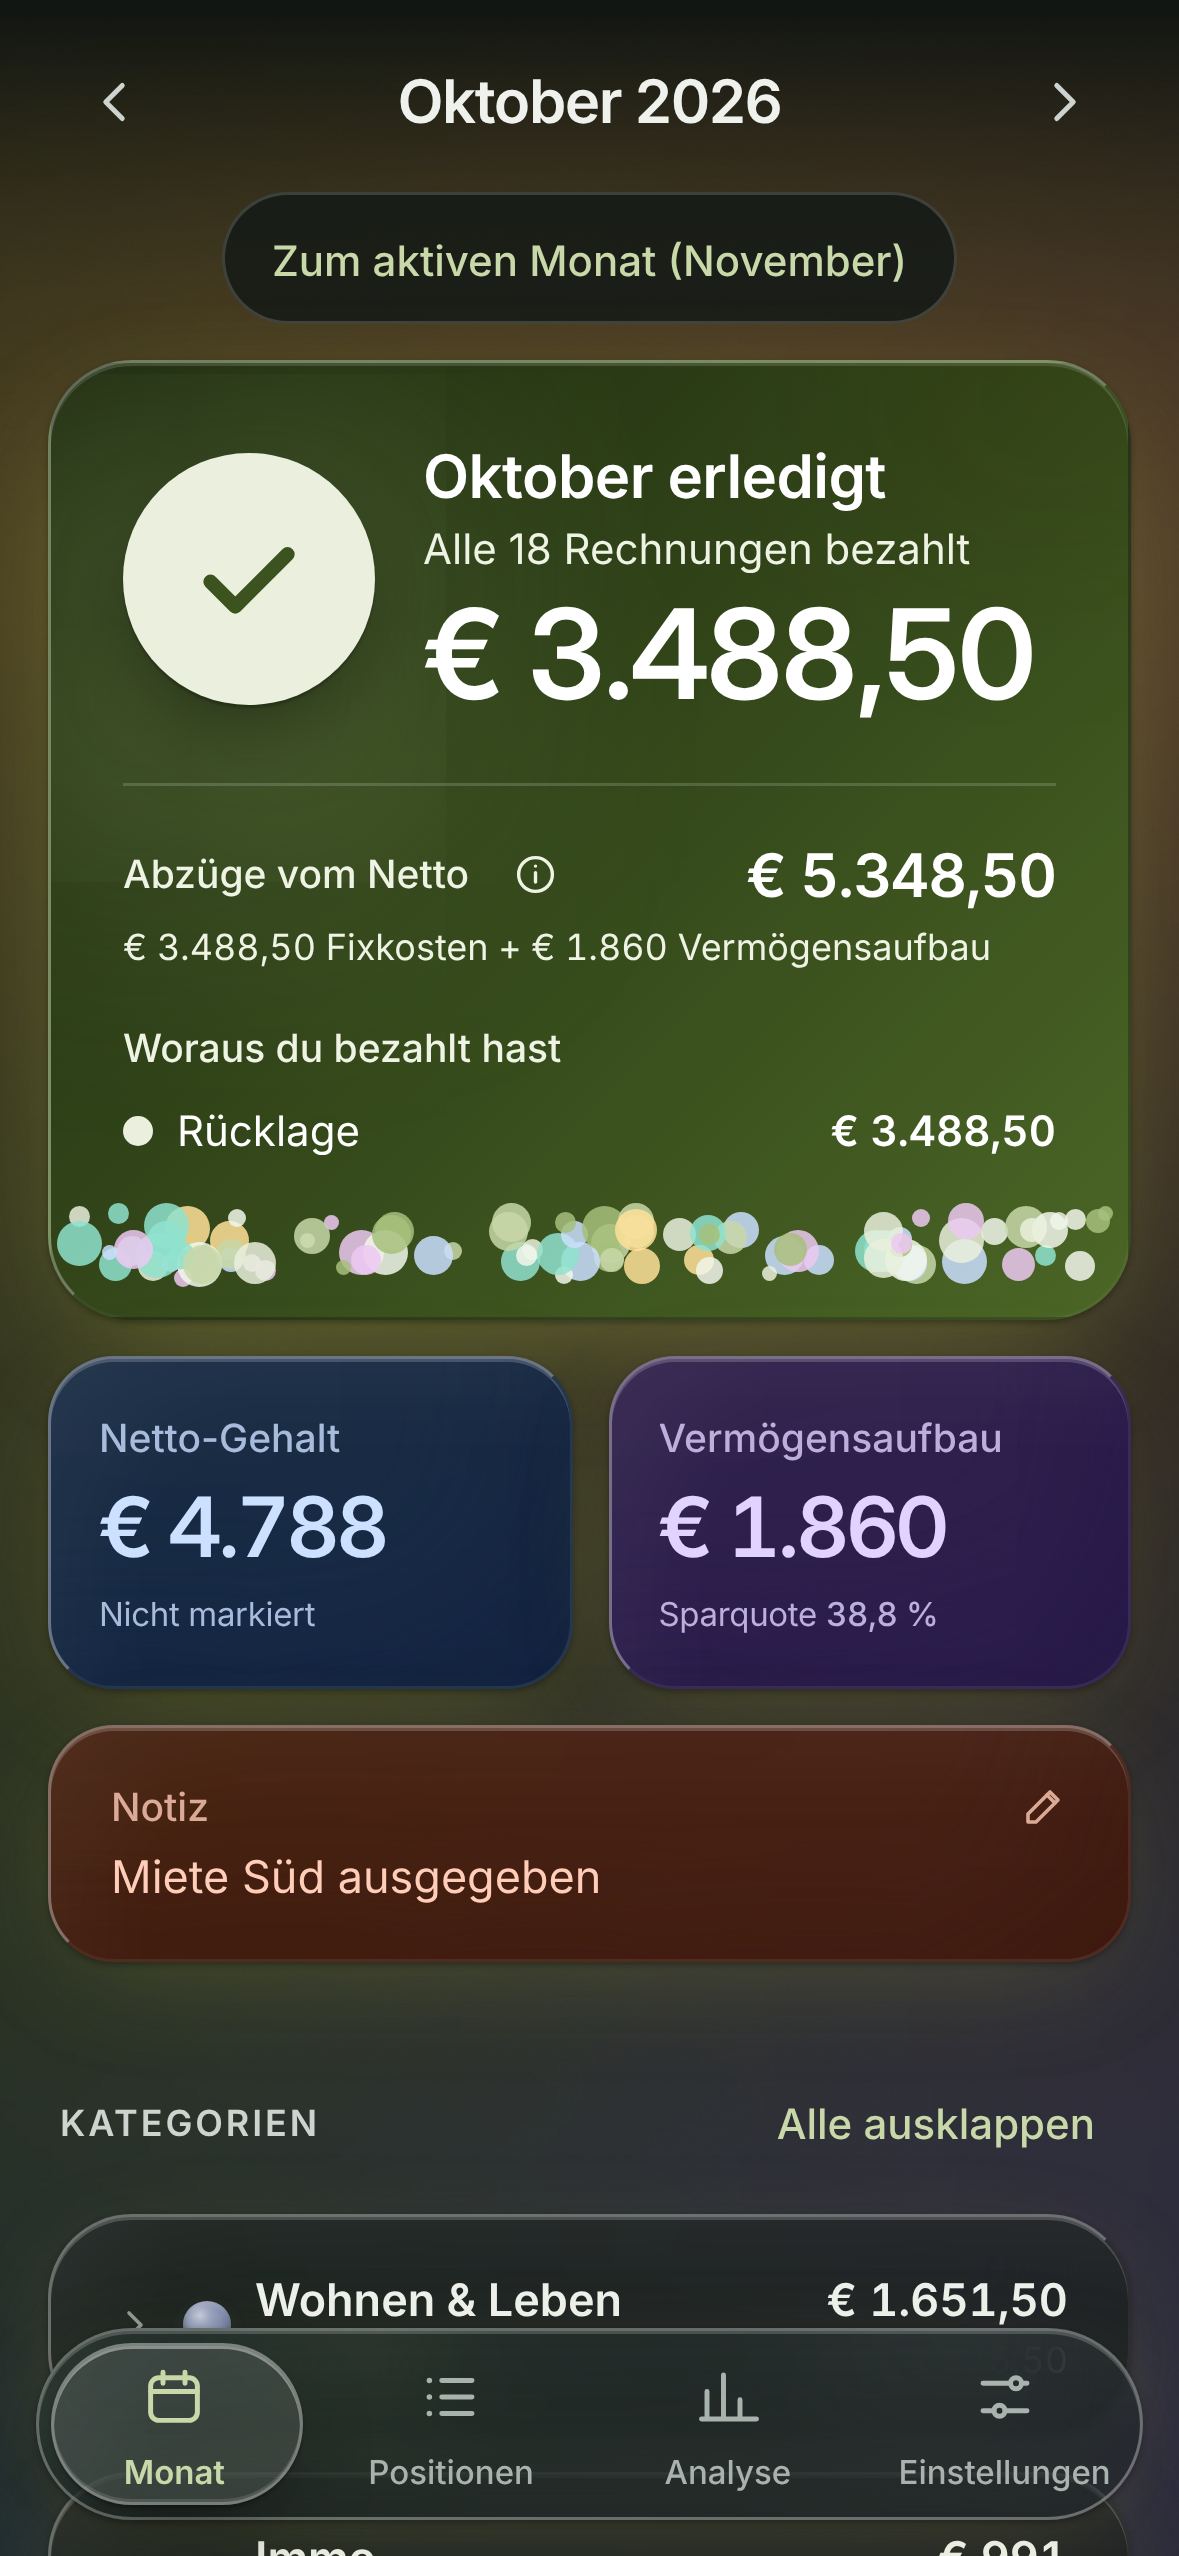 Oktober 2026
Zum aktiven Monat (November)
Oktober erledigt
Alle 18 Rechnungen bezahlt
€ 3.488,50
Abzüge vom Netto
€ 5.348,50
€ 3.488,50 Fixkosten + € 1.860 Vermögensaufbau
Woraus du bezahlt hast
Rücklage
€ 3.488,50
Netto-Gehalt
€ 4.788
Nicht markiert
Vermögensaufbau
€ 1.860
Sparquote 38,8 %
Notiz
Miete Süd ausgegeben
KATEGORIEN
Alle ausklappen
Wohnen & Leben
€ 1.651,50
Monat
Positionen
Analyse
Einstellungen